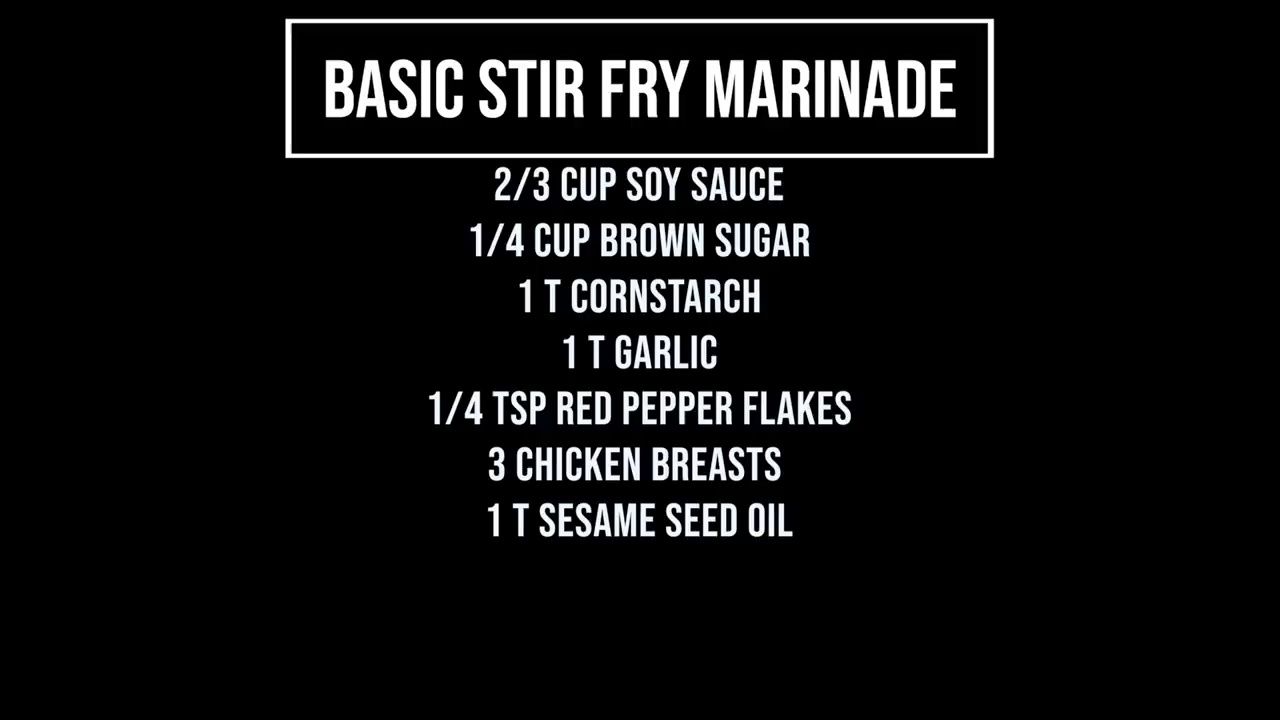 BASIC STIR FRY MARINADE
2/3 CUP SOY SAUCE
1/4 CUP BROWN SUGAR
1 T CORNSTARCH
1 T GARLIC
1/4 TSP RED PEPPER FLAKES
3 CHICKEN BREASTS
1 T SESAME SEED OIL